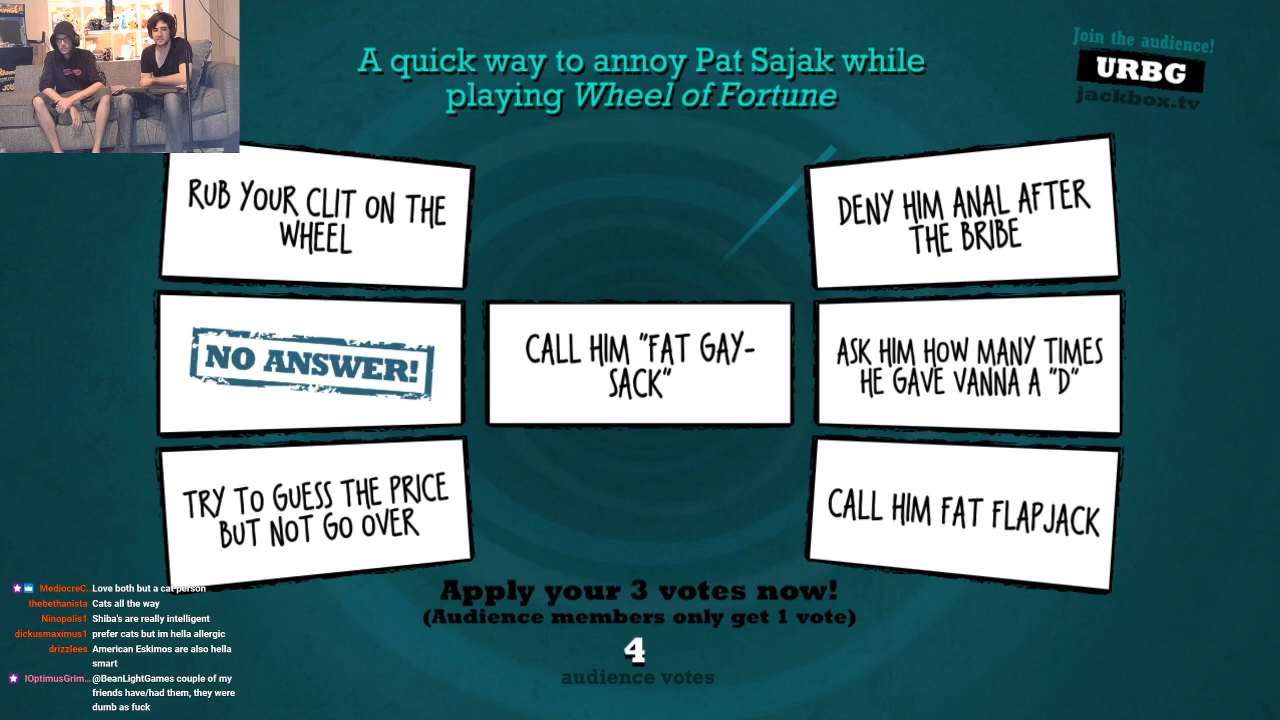 A quick way to annoy Pat Sajak while
playing Wheel of Fortune
Join the audience!
URBG
jackbox.tv
RUB YOUR CLIT ON THE
WHEEL
DENY HIM ANAL AFTER
THE BRIBE
NO ANSWER!
CALL HIM "FAT GAY-
SACK"
ASK HIM HOW MANY TIMES
HE GAVE VANNA A "D"
TRY TO GUESS THE PRICE
BUT NOT GO OVER
CALL HIM FAT FLAPJACK
Apply your 3 votes now!
(Audience members only get 1 vote)
4
audience votes
MediocreC... Love both but a cat person
thebethanista Cats all the way
Ninopolis1 Shiba's are really intelligent
dickusmaximus1 prefer cats but im hella allergic
drizzlees American Eskimos are also hella
smart
IOptimusGrim... @BeanLightGames couple of my
friends have/had them, they were
dumb as fuck